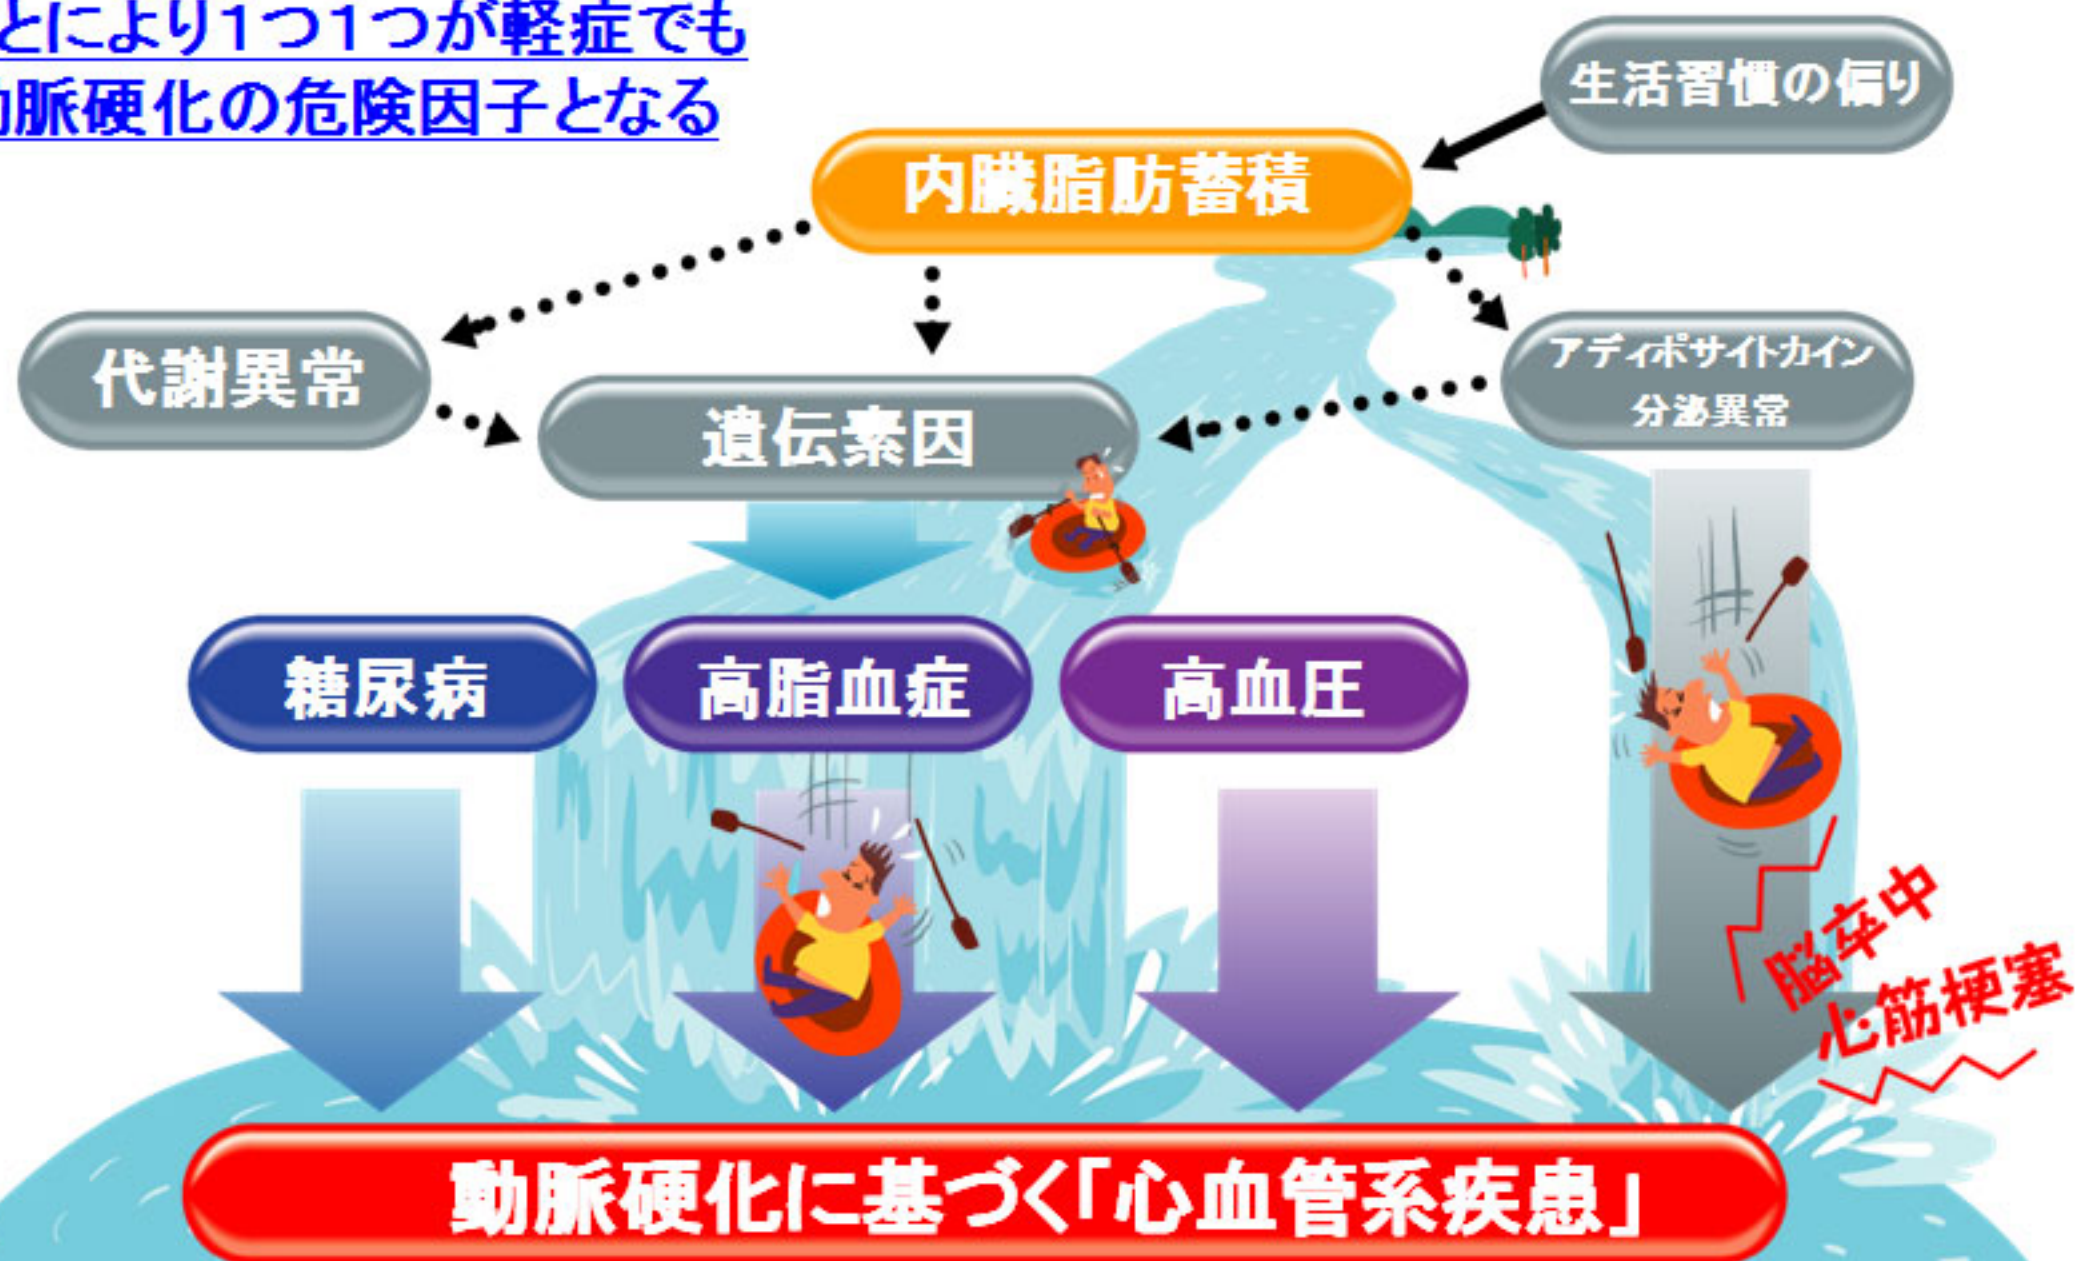 とにより1つ1つが軽症でも
脈硬化の危険因子となる
生活習慣の偏り
内臓脂肪蓄積
代謝異常
アディポサイトカイン
分泌異常
遺伝素因
糖尿病
高脂血症
高血圧
脳卒中
心筋梗塞
動脈硬化に基づく「心血管系疾患」